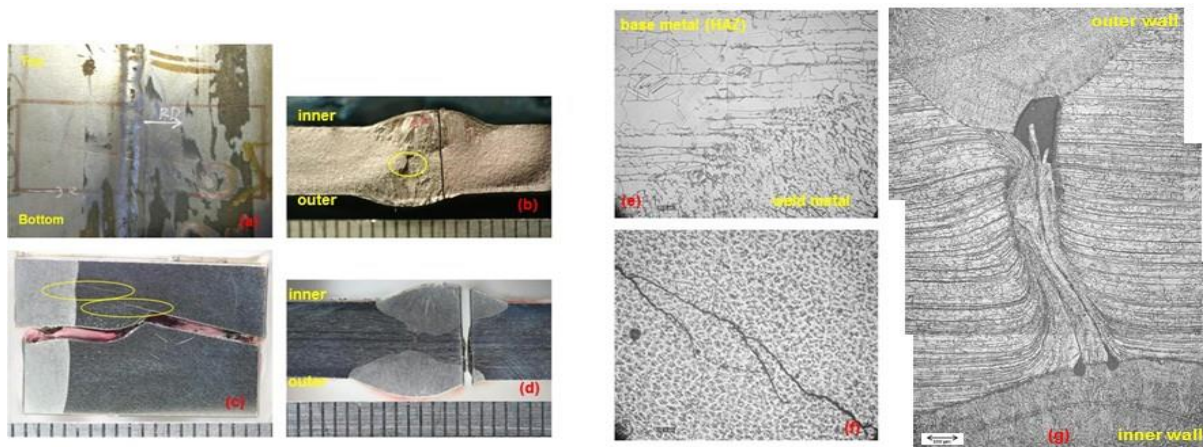 Top
RD
Bottom
(a)
inner
outer
(b)
(c)
inner
outer
(d)
base metal (HAZ)
(e)
weld metal
(f)
outer wall
(g)
inner wall